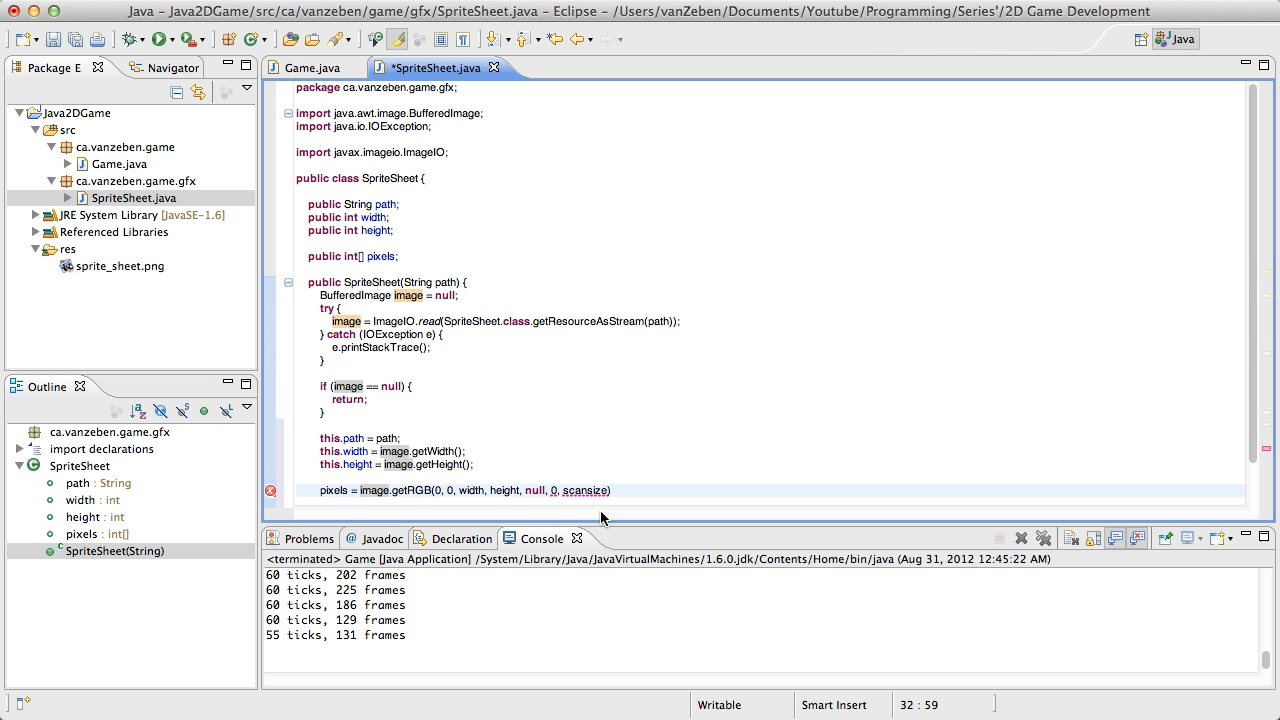 Java – Java2DGame/src/ca/vanzeben/game/gfx/SpriteSheet.java – Eclipse – /Users/vanZeben/Documents/Youtube/Programming/Series'/2D Game Development
Java
Package E
Navigator
Game.java
*SpriteSheet.java
Java2DGame
src
ca.vanzeben.game
Game.java
ca.vanzeben.game.gfx
SpriteSheet.java
JRE System Library [JavaSE-1.6]
Referenced Libraries
res
sprite_sheet.png
package ca.vanzeben.game.gfx;
import java.awt.image.BufferedImage;
import java.io.IOException;
import javax.imageio.ImageIO;
public class SpriteSheet {
public String path;
public int width;
public int height;
public int[] pixels;
public SpriteSheet(String path) {
BufferedImage image = null;
try {
image = ImageIO.read(SpriteSheet.class.getResourceAsStream(path));
} catch (IOException e) {
e.printStackTrace();
}
if (image == null) {
return;
}
this.path = path;
this.width = image.getWidth();
this.height = image.getHeight();
pixels = image.getRGB(0, 0, width, height, null, 0, scansize)
Outline
ca.vanzeben.game.gfx
import declarations
SpriteSheet
path : String
width : int
height : int
pixels : int[]
SpriteSheet(String)
Problems
Javadoc
Declaration
Console
<terminated> Game [Java Application] /System/Library/Java/JavaVirtualMachines/1.6.0.jdk/Contents/Home/bin/java (Aug 31, 2012 12:45:22 AM)
60 ticks, 202 frames
60 ticks, 225 frames
60 ticks, 186 frames
60 ticks, 129 frames
55 ticks, 131 frames
Writable
Smart Insert
32 : 59